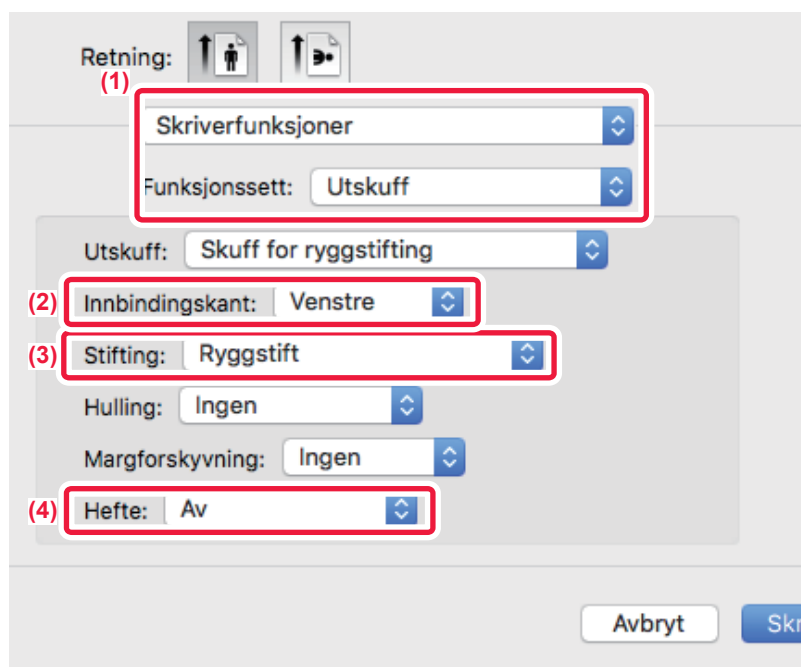 Retning:
(1)
Skriverfunksjoner
Funksjonssett: Utskuff
Utskuff: Skuff for ryggstifting
(2) Innbindingskant: Venstre
(3) Stifting: Ryggstift
Hulling: Ingen
Margforskyvning: Ingen
(4) Hefte: Av
Avbryt Skr